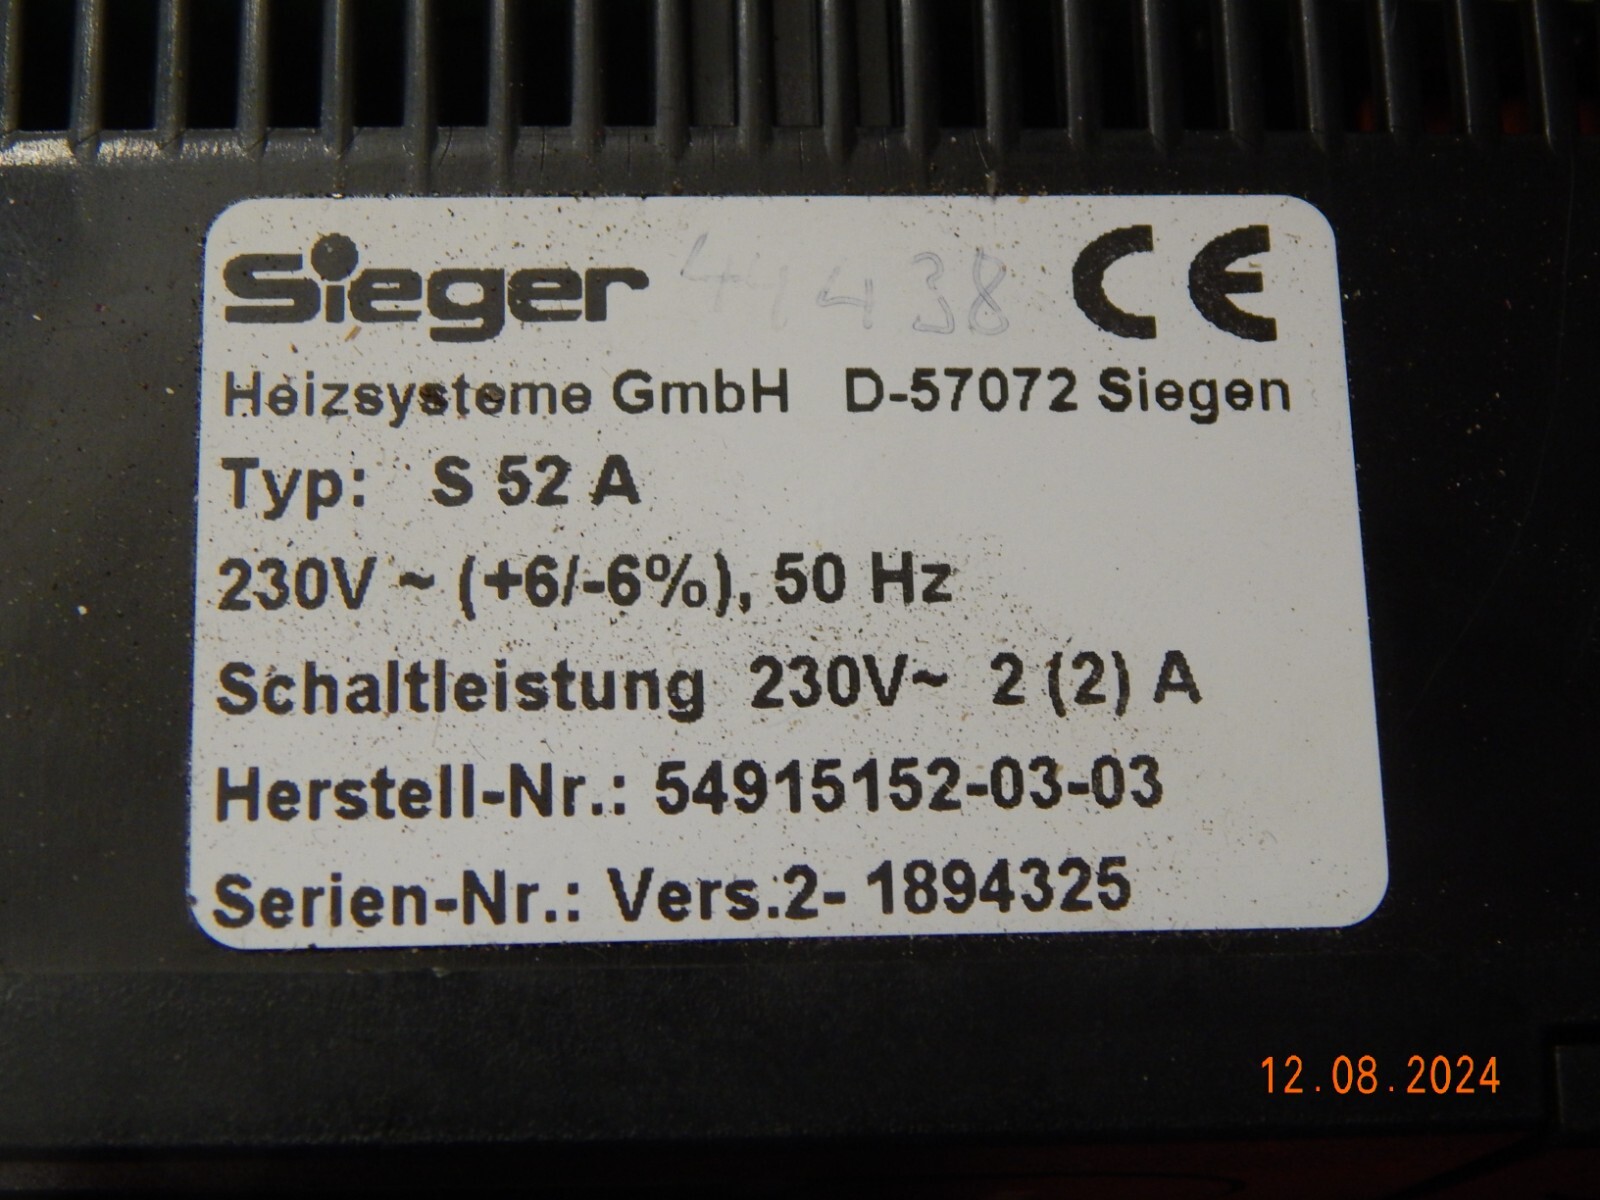 Sieger 44438 CE
Heizsysteme GmbH D-57072 Siegen
Typ: S 52 A
230V ~ (+6/-6%), 50 Hz
Schaltleistung 230V~ 2 (2) A
Herstell-Nr.: 54915152-03-03
Serien-Nr.: Vers.2- 1894325
12.08.2024